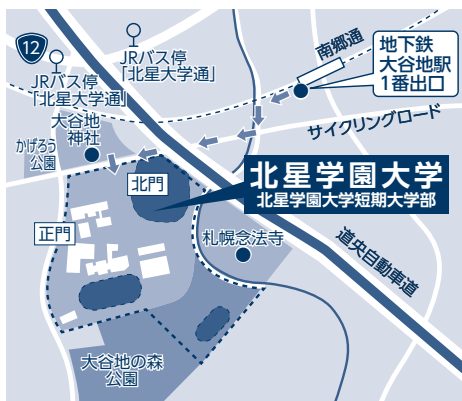 12
JRバス停
「北星大学通」
JRバス停
「北星大学通」
南郷通
地下鉄
大谷地駅
1番出口
大谷地
神社
かげろう
公園
サイクリングロード
北門
北星学園大学
北星学園大学短期大学部
正門
札幌念法寺
道央自動車道
大谷地の森
公園